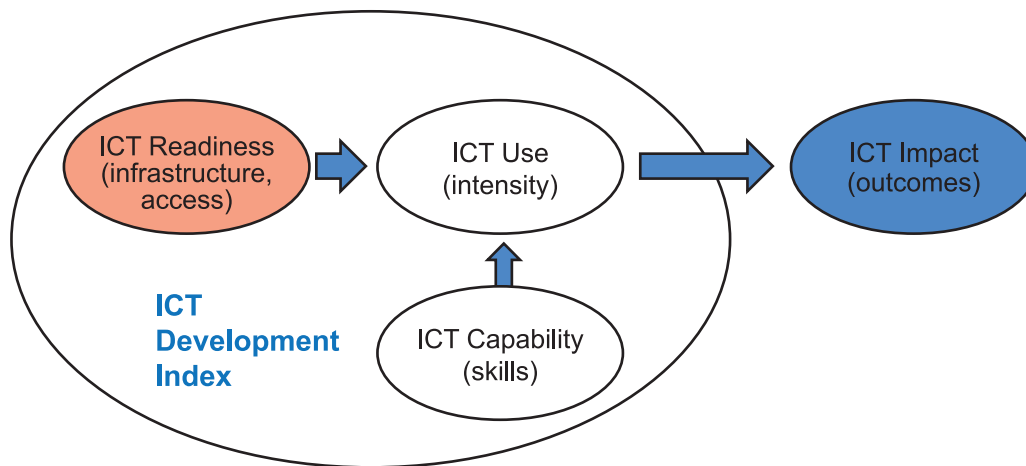 ICT Readiness
(infrastructure,
access)
ICT Use
(intensity)
ICT Impact
(outcomes)
ICT
Development
Index
ICT Capability
(skills)